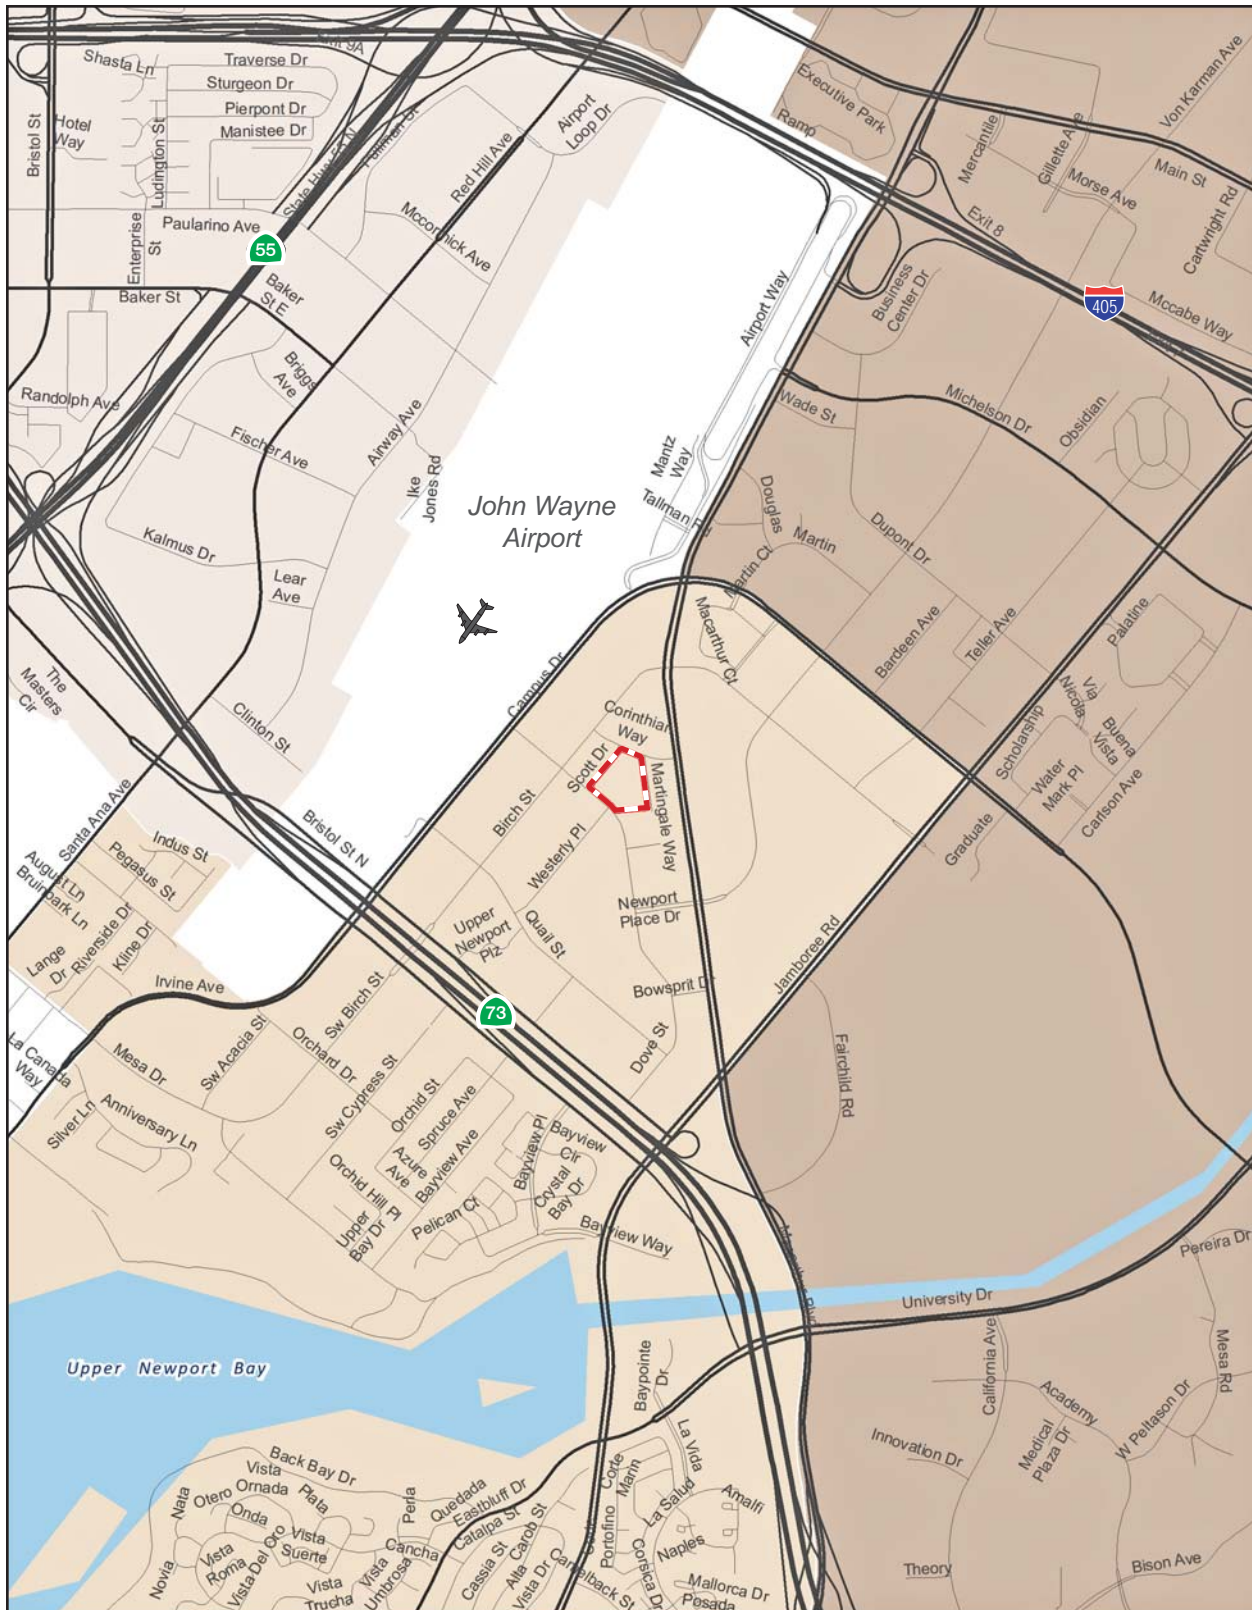 Exit 9A
Shasta Ln
Traverse Dr
Sturgeon Dr
Pierpont Dr
Manistee Dr
Hotel
Way
Bristol St
Ludington St
State Hwy 55 N
Pullman St
Red Hill Ave
Airport
Loop Dr
Executive Park
Ramp
Mercantile
Gillette Ave
Von Karman Ave
Main St
Morse Ave
Cartwright Rd
Exit 8
Paularino Ave
Enterprise
St
55
Mccormick Ave
Baker St
Baker
St E
Airport Way
Business
Center Dr
405
Mccabe Way
Briggs
Ave
Randolph Ave
Fischer Ave
Airway Ave
Ike
Jones Rd
Mantz
Way
Tallman Rd
Wade St
Michelson Dr
Obsidian
John Wayne
Airport
Douglas
Martin
Dupont Dr
Kalmus Dr
Lear
Ave
Martin Ct
Macarthur Ct
Bardeen Ave
Teller Ave
Palatine
The
Masters
Cir
Clinton St
Campus Dr
Corinthian
Way
Scott Dr
Martingale Way
Via
Nicola
Buena
Vista
Scholarship
Water
Mark Pl
Carlson Ave
Graduate
Santa Ana Ave
Bristol St N
Birch St
Westerly Pl
Indus St
Pegasus St
August Ln
Bruinpark Ln
Riverside Dr
Kline Dr
Lange
Dr
Upper
Newport
Plz
Quail St
Newport
Place Dr
Jamboree Rd
Irvine Ave
Sw Birch St
Bowsprit Dr
73
Dove St
Sw Acacia St
Orchard Dr
Sw Cypress St
Fairchild Rd
La Canada
Way
Mesa Dr
Silver Ln
Anniversary Ln
Orchid St
Spruce Ave
Azure
Ave
Bayview Ave
Bayview Pl
Bayview
Cir
Crystal
Bay Dr
Orchid Hill Pl
Upper
Bay Dr
Pelican Ct
Bayview Way
Macarthur Blvd
Pereira Dr
University Dr
Upper Newport Bay
Baypointe
Dr
California Ave
Mesa Rd
Academy
Medical
Plaza Dr
W Peltason Dr
Innovation Dr
La Vida
Back Bay Dr
Vista
Ornada
Otero
Nata
Onda
Plata
Perla
Quedada
Eastbluff Dr
Catalpa St
Corte
Marin
La Salud
Amalfi
Portofino
Naples
Vista
Roma
Vista Del Oro
Vista
Suerte
Cancha
Cassia St
Carob St
Novia
Vista
Trucha
Vista
Umbrosa
Alta
Vista Dr
Camelback St
Corsica Dr
Mallorca Dr
Posada
Theory
Bison Ave